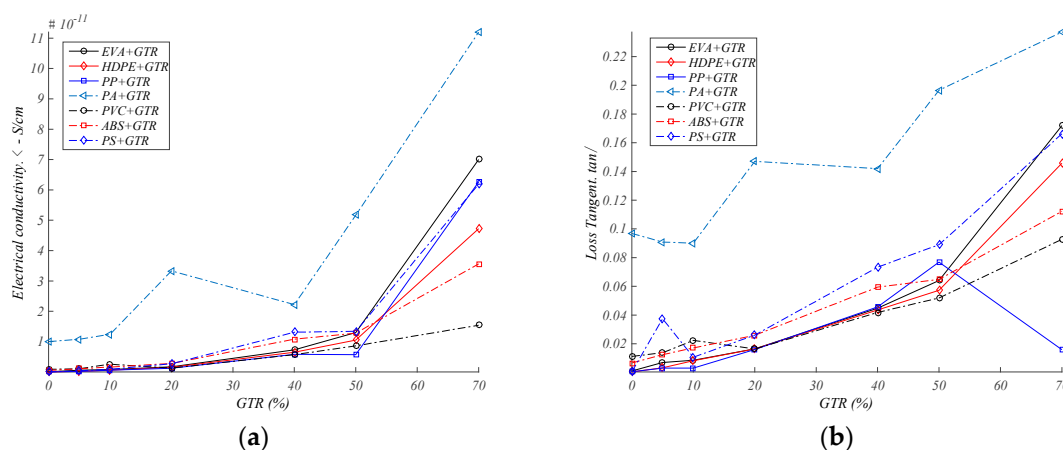 # 10 -11
11
10
9
8
7
6
5
4
3
2
1
Electrical conductivity. < - S/cm
EVA+GTR
HDPE+GTR
PP+GTR
PA+GTR
PVC+GTR
ABS+GTR
PS+GTR
0 10 20 30 40 50 60 70
GTR (%)
(a)
0.22
0.2
0.18
0.16
0.14
0.12
0.1
0.08
0.06
0.04
0.02
Loss Tangent. tan/
EVA+GTR
HDPE+GTR
PP+GTR
PA+GTR
PVC+GTR
ABS+GTR
PS+GTR
0 10 20 30 40 50 60 70
GTR (%)
(b)